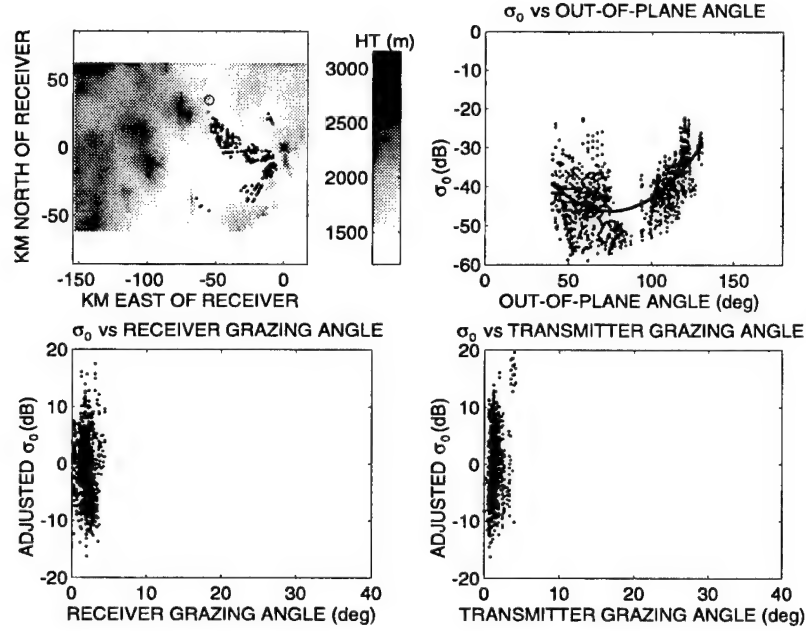 σ₀ vs OUT-OF-PLANE ANGLE
HT (m)
3000
2500
2000
1500
50
0
-50
KM NORTH OF RECEIVER
-150 -100 -50 0
KM EAST OF RECEIVER
0
-10
-20
-30
-40
-50
-60
σ₀(dB)
0 50 100 150
OUT-OF-PLANE ANGLE (deg)
σ₀ vs RECEIVER GRAZING ANGLE
20
10
0
-10
-20
ADJUSTED σ₀(dB)
0 10 20 30 40
RECEIVER GRAZING ANGLE (deg)
σ₀ vs TRANSMITTER GRAZING ANGLE
20
10
0
-10
20
ADJUSTED σ₀(dB)
0 10 20 30 40
TRANSMITTER GRAZING ANGLE (deg)